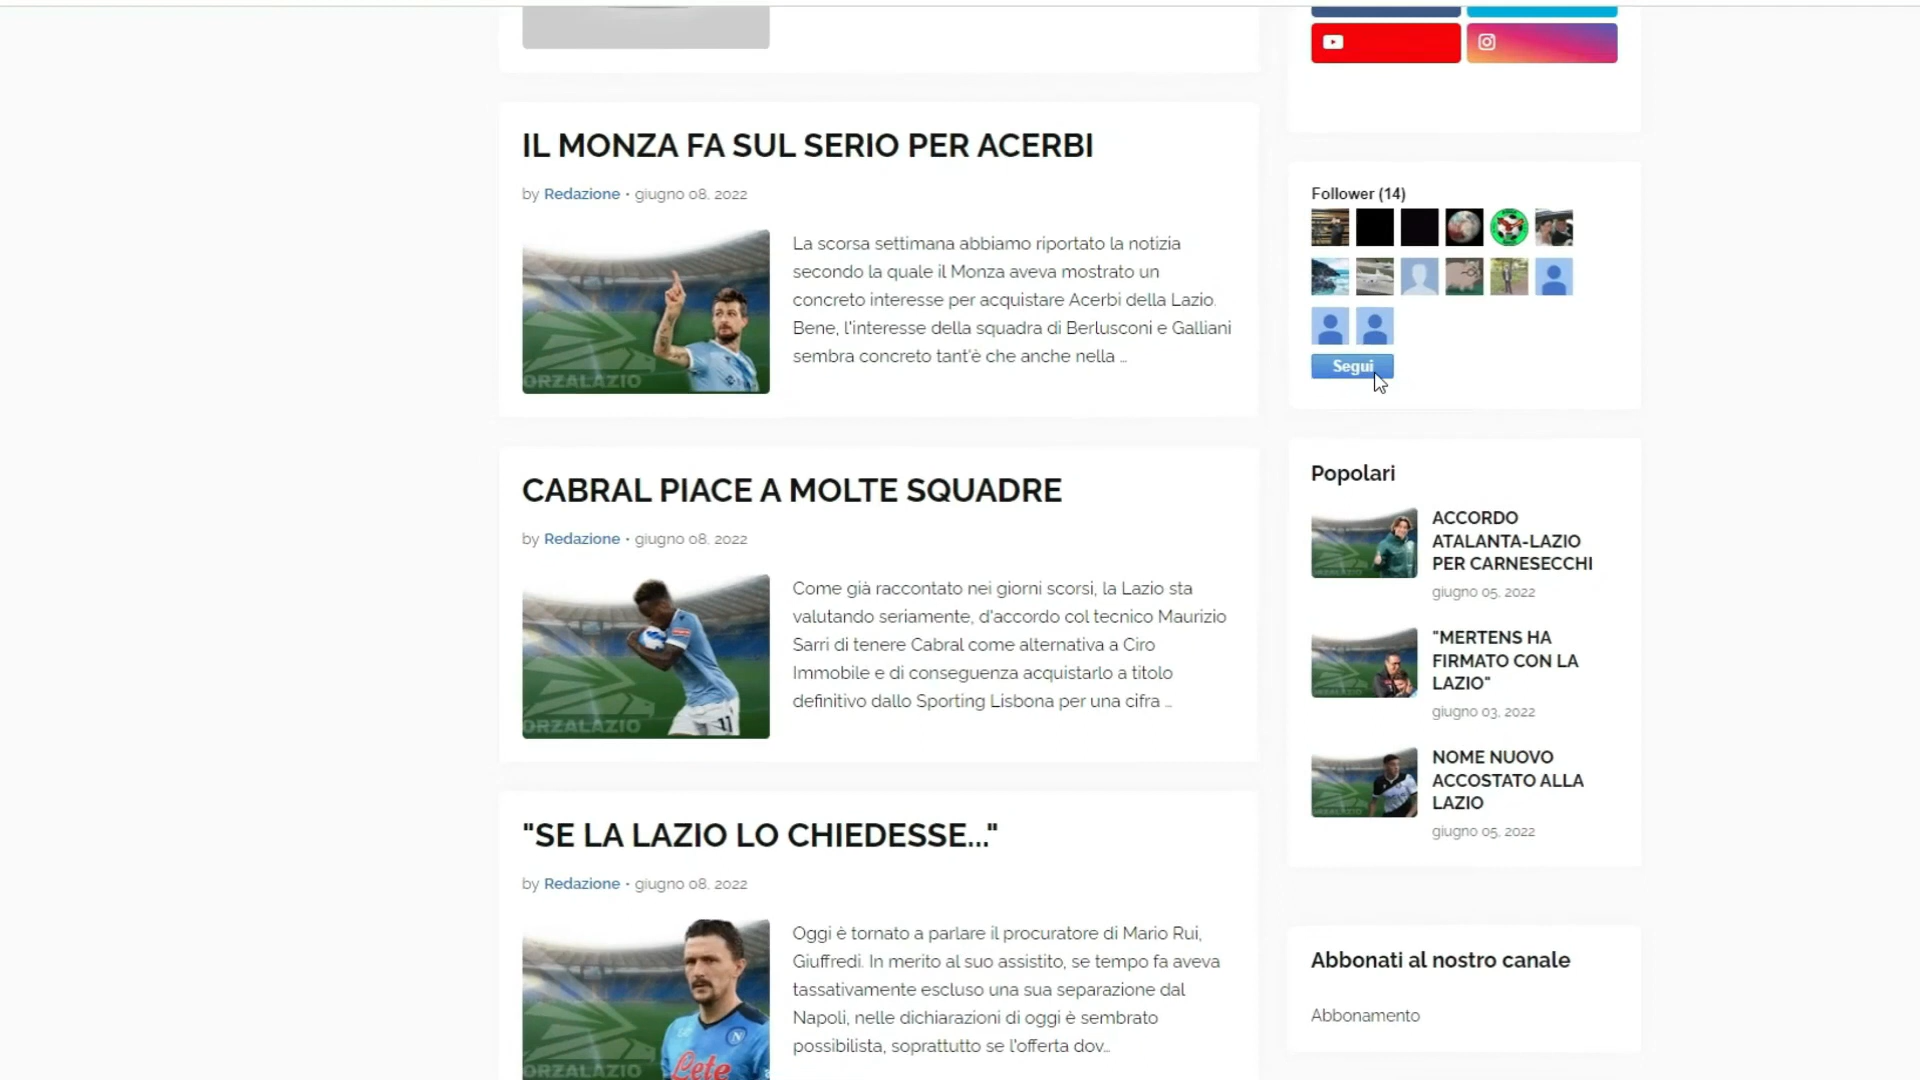 IL MONZA FA SUL SERIO PER ACERBI
by Redazione • giugno 08, 2022
La scorsa settimana abbiamo riportato la notizia
secondo la quale il Monza aveva mostrato un
concreto interesse per acquistare Acerbi della Lazio.
Bene, l'interesse della squadra di Berlusconi e Galliani
sembra concreto tant'è che anche nella …
ORZALAZIO
CABRAL PIACE A MOLTE SQUADRE
by Redazione • giugno 08, 2022
Come già raccontato nei giorni scorsi, la Lazio sta
valutando seriamente, d'accordo col tecnico Maurizio
Sarri di tenere Cabral come alternativa a Ciro
Immobile e di conseguenza acquistarlo a titolo
definitivo dallo Sporting Lisbona per una cifra …
11
ORZALAZIO
"SE LA LAZIO LO CHIEDESSE..."
by Redazione • giugno 08, 2022
Oggi è tornato a parlare il procuratore di Mario Rui,
Giuffredi. In merito al suo assistito, se tempo fa aveva
tassativamente escluso una sua separazione dal
Napoli, nelle dichiarazioni di oggi è sembrato
possibilista, soprattutto se l'offerta dov…
N
Lete
ORZALAZIO
Follower (14)
Segui
Popolari
ACCORDO
ATALANTA-LAZIO
PER CARNESECCHI
giugno 05, 2022
"MERTENS HA
FIRMATO CON LA
LAZIO"
giugno 03, 2022
NOME NUOVO
ACCOSTATO ALLA
LAZIO
giugno 05, 2022
Abbonati al nostro canale
Abbonamento